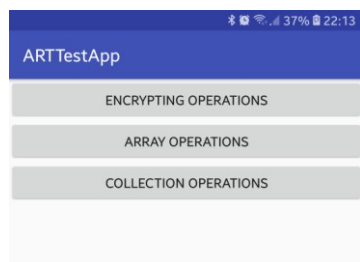 37% 22:13
ARTTestApp
ENCRYPTING OPERATIONS
ARRAY OPERATIONS
COLLECTION OPERATIONS